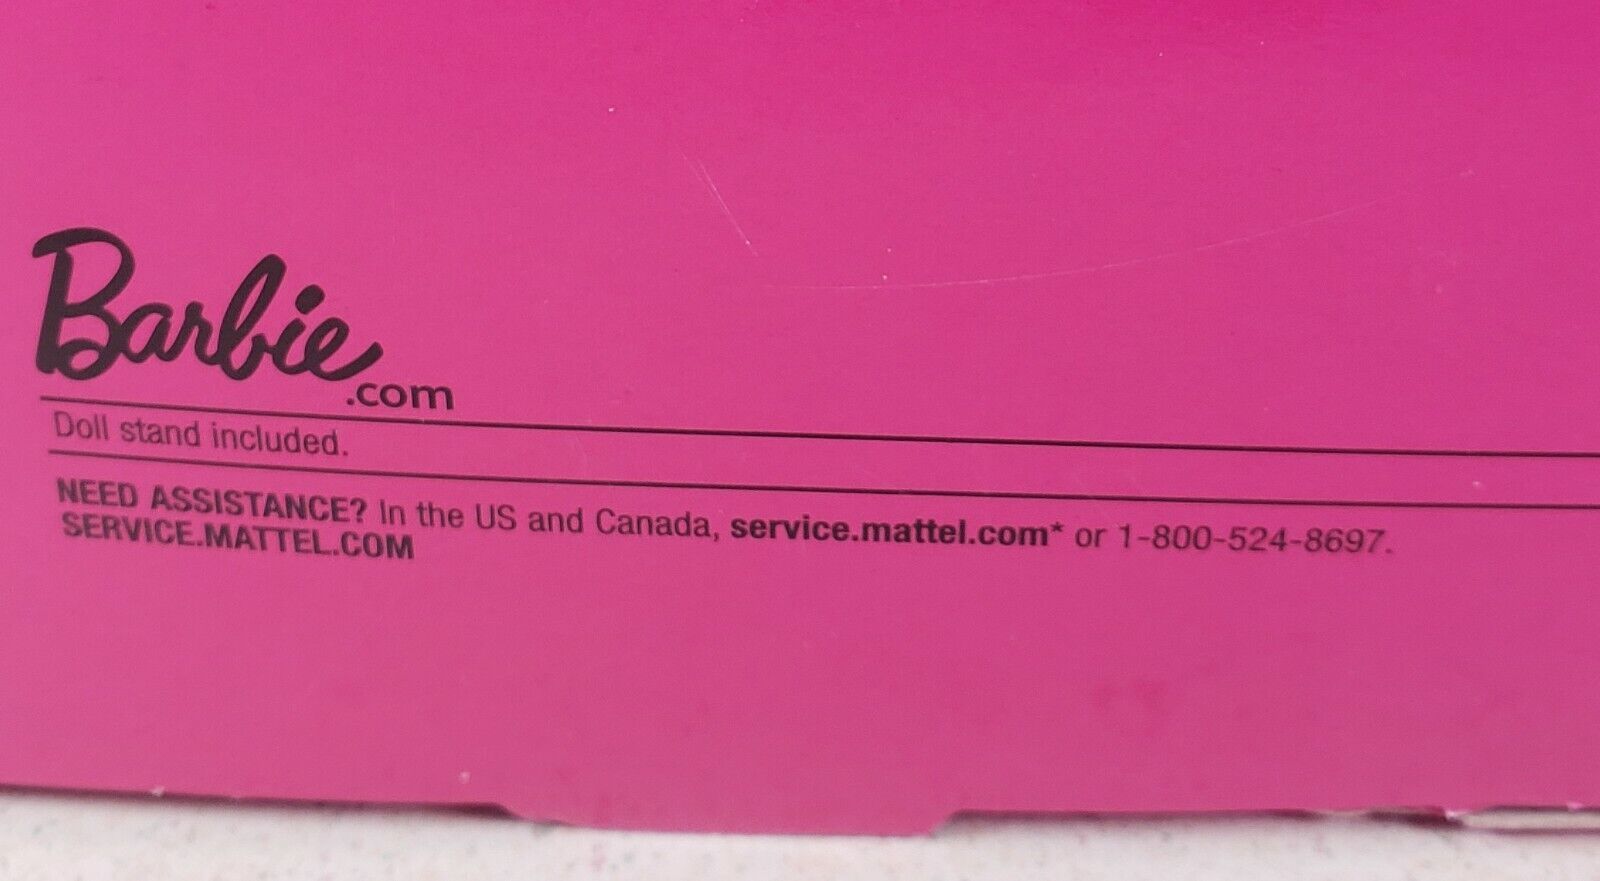 Barbie.com
Doll stand included.
NEED ASSISTANCE? In the US and Canada, service.mattel.com* or 1-800-524-8697.
SERVICE.MATTEL.COM